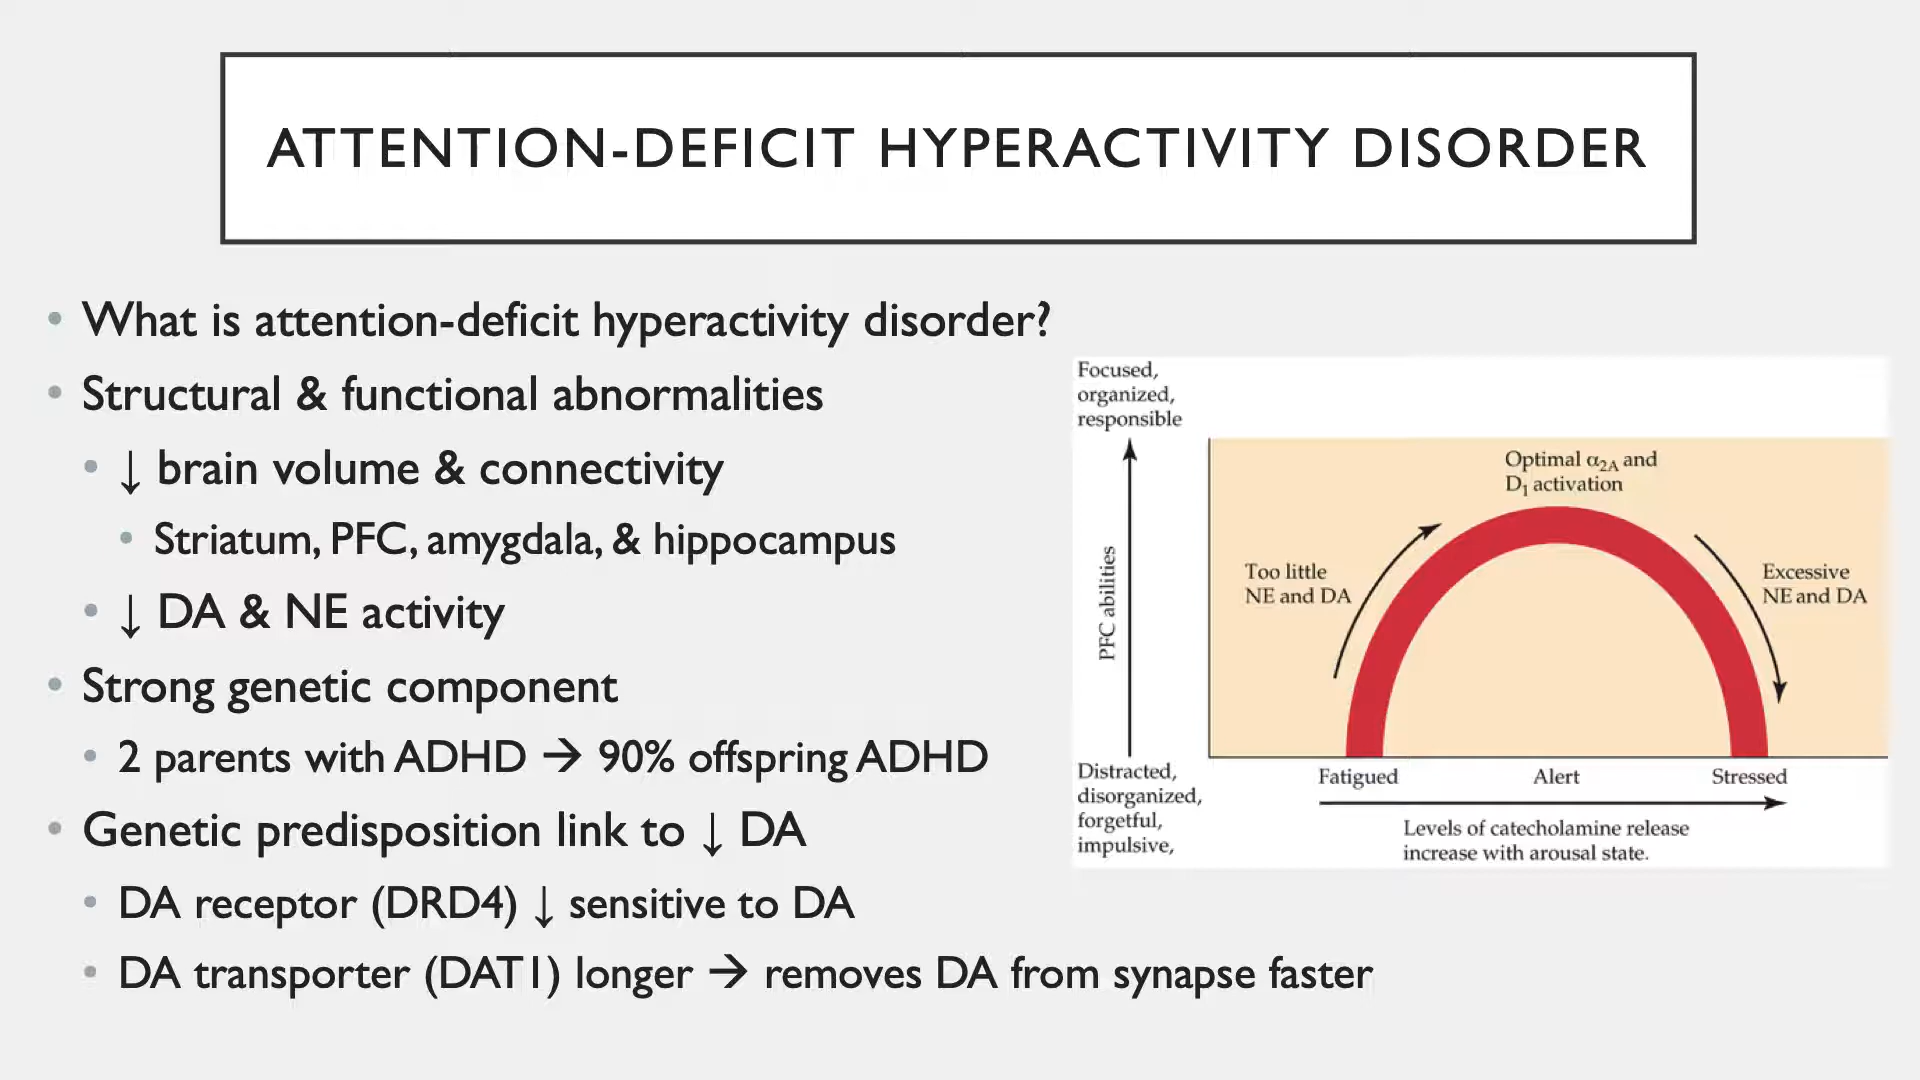 ATTENTION-DEFICIT HYPERACTIVITY DISORDER
• What is attention-deficit hyperactivity disorder?
• Structural & functional abnormalities
• ↓ brain volume & connectivity
• Striatum, PFC, amygdala, & hippocampus
• ↓ DA & NE activity
• Strong genetic component
• 2 parents with ADHD → 90% offspring ADHD
• Genetic predisposition link to ↓ DA
• DA receptor (DRD4) ↓ sensitive to DA
• DA transporter (DAT1) longer → removes DA from synapse faster
Focused,
organized,
responsible
PFC abilities
Distracted,
disorganized,
forgetful,
impulsive,
Optimal α2A and
D1 activation
Too little
NE and DA
Excessive
NE and DA
Fatigued
Alert
Stressed
Levels of catecholamine release
increase with arousal state.